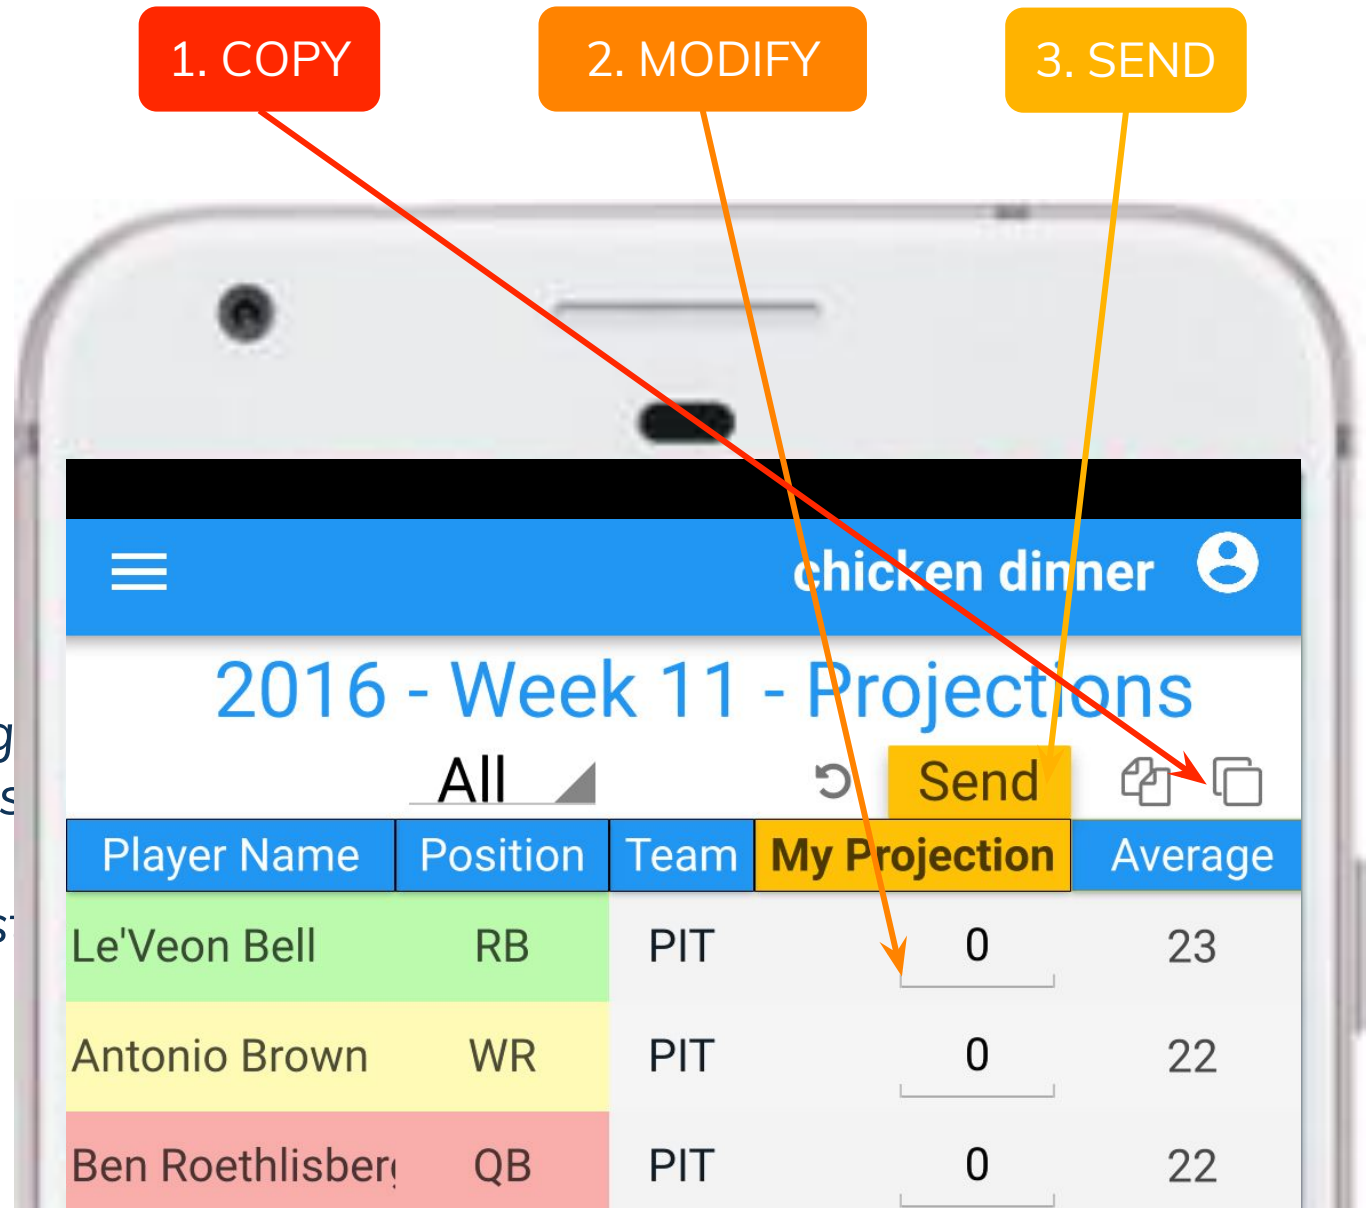 1. COPY
2. MODIFY
3. SEND
chicken dinner
2016 - Week 11 - Projections
All
Send
Player Name Position Team My Projection Average
Le'Veon Bell RB PIT 0 23
Antonio Brown WR PIT 0 22
Ben Roethlisber QB PIT 0 22